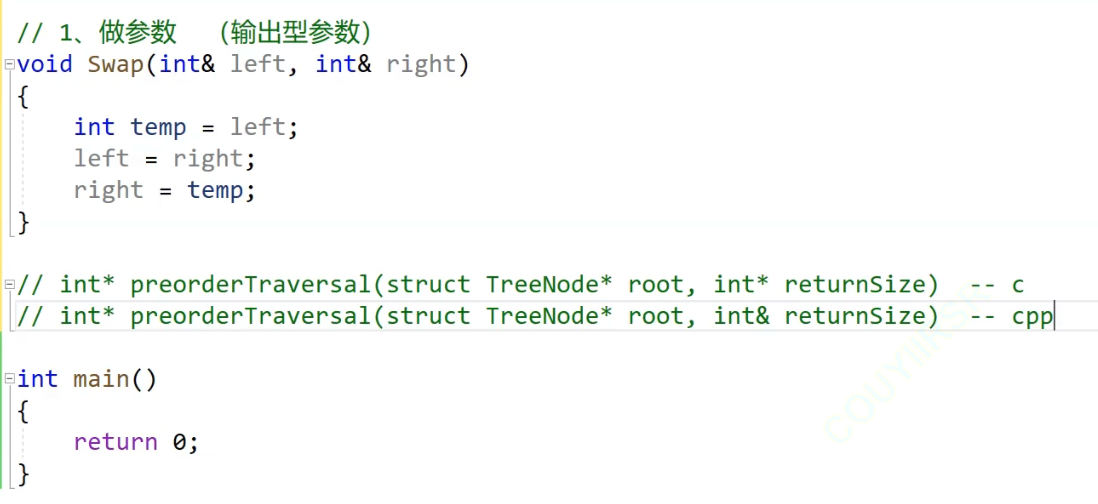 // 1、做参数 （输出型参数）
void Swap(int& left, int& right)
{
    int temp = left;
    left = right;
    right = temp;
}
// int* preorderTraversal(struct TreeNode* root, int* returnSize)  -- c
// int* preorderTraversal(struct TreeNode* root, int& returnSize)  -- cpp
int main()
{
    return 0;
}